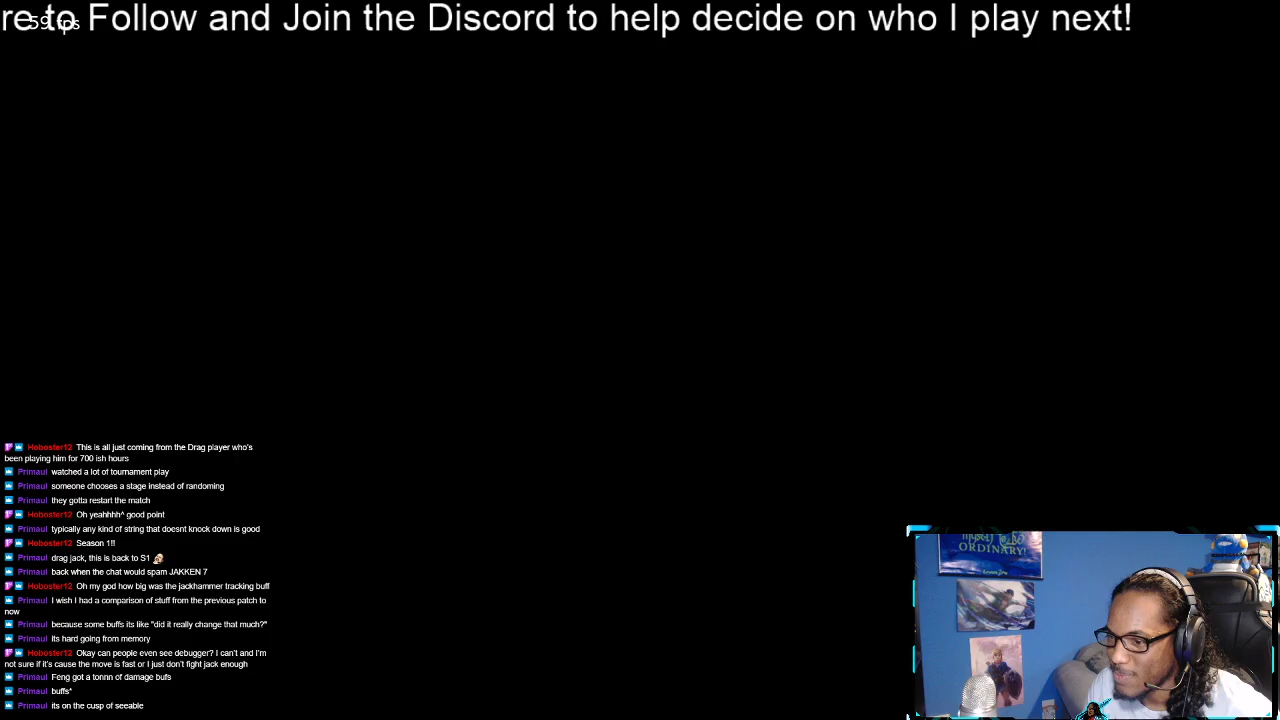 re to Follow and Join the Discord to help decide on who I play next!
59 fps
Hoboster12 This is all just coming from the Drag player who's
been playing him for 700 ish hours
Primaul watched a lot of tournament play
Primaul someone chooses a stage instead of randoming
Primaul they gotta restart the match
Hoboster12 Oh yeahhhh^ good point
Primaul typically any kind of string that doesnt knock down is good
Hoboster12 Season 1!!
Primaul drag jack, this is back to S1
Primaul back when the chat would spam JAKKEN 7
Hoboster12 Oh my god how big was the jackhammer tracking buff
Primaul I wish I had a comparison of stuff from the previous patch to
now
Primaul because some buffs its like "did it really change that much?"
Primaul its hard going from memory
Hoboster12 Okay can people even see debugger? I can't and I'm
not sure if it's cause the move is fast or I just don't fight jack enough
Primaul Feng got a tonnn of damage bufs
Primaul buffs*
Primaul its on the cusp of seeable
MYSELF TO BE
ORDINARY!